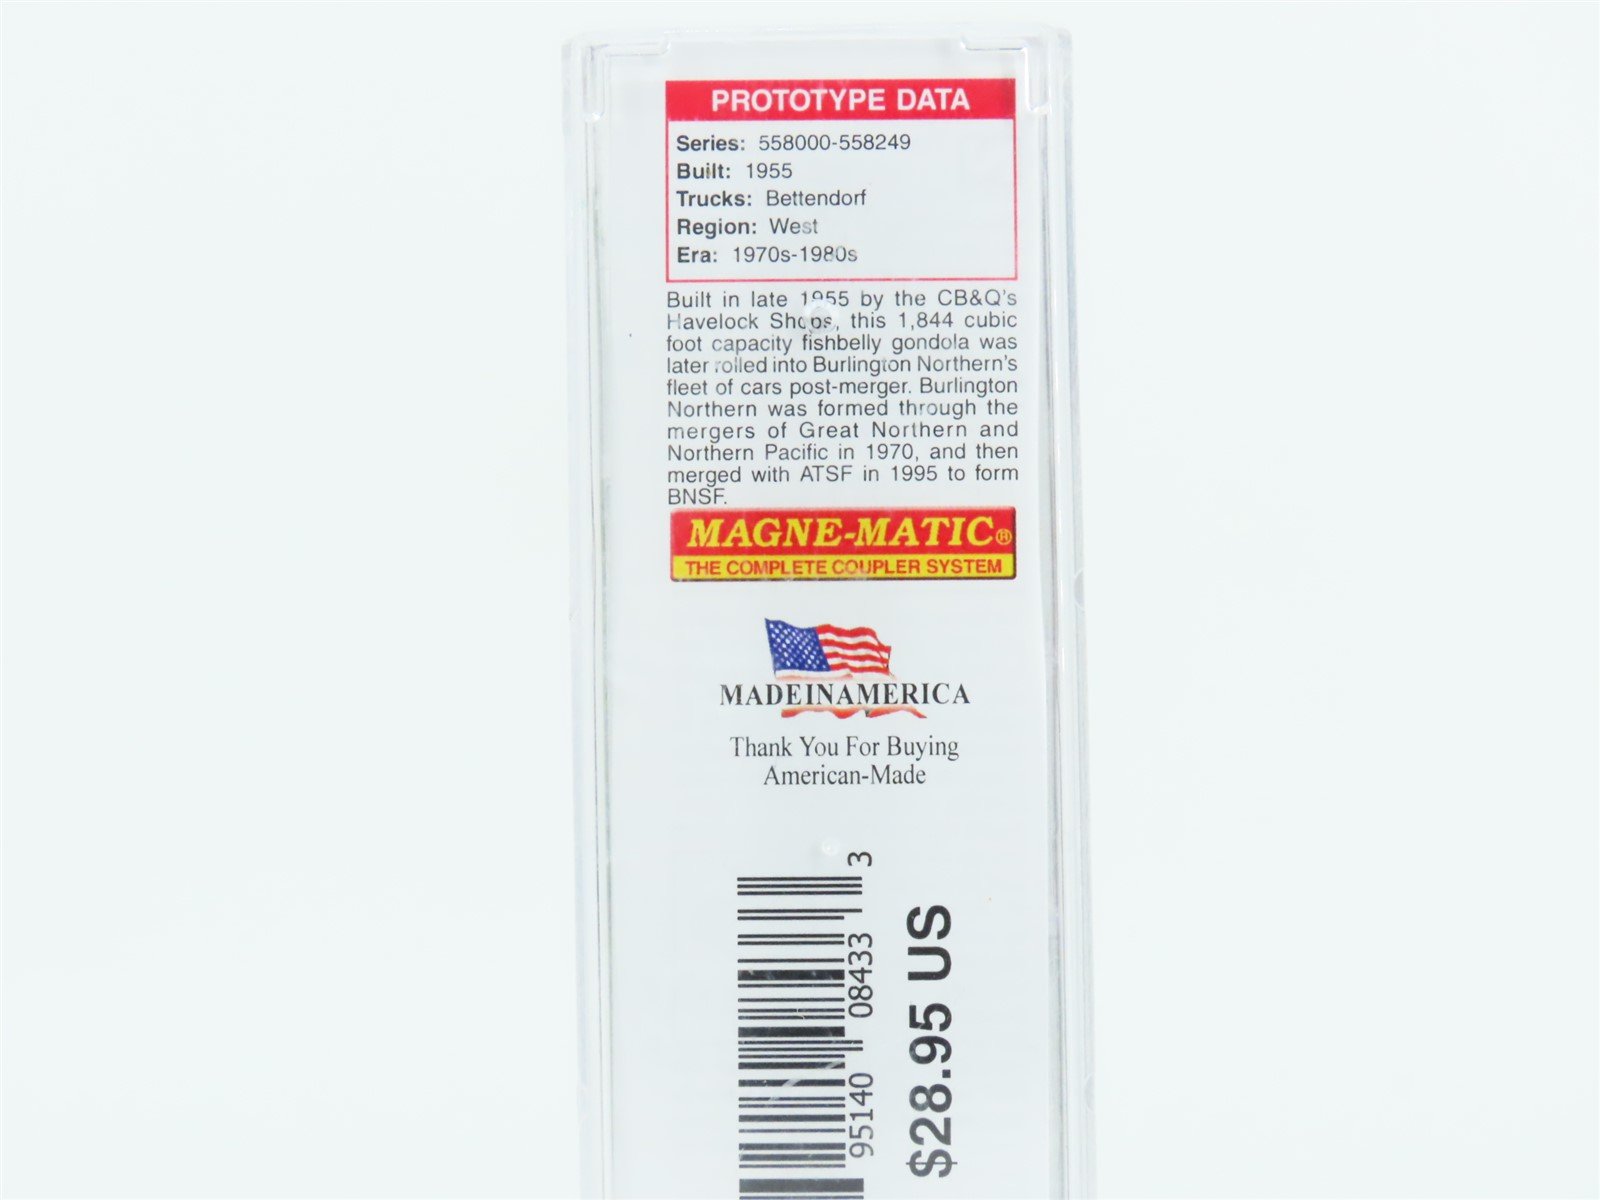 PROTOTYPE DATA
Series: 558000-558249
Built: 1955
Trucks: Bettendorf
Region: West
Era: 1970s-1980s
Built in late 1955 by the CB&Q's
Havelock Shops, this 1,844 cubic
foot capacity fishbelly gondola was
later rolled into Burlington Northern's
fleet of cars post-merger. Burlington
Northern was formed through the
mergers of Great Northern and
Northern Pacific in 1970, and then
merged with ATSF in 1995 to form
BNSF.
MAGNE-MATIC®
THE COMPLETE COUPLER SYSTEM
MADEINAMERICA
Thank You For Buying
American-Made
95140 08433 3
$28.95 US